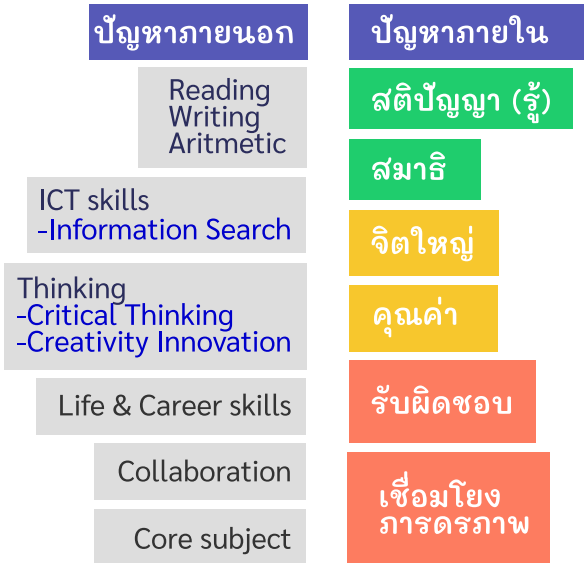 ปัญหาภายนอก
Reading
Writing
Aritmetic
ICT skills
-Information Search
Thinking
-Critical Thinking
-Creativity Innovation
Life & Career skills
Collaboration
Core subject
ปัญหาภายใน
สติปัญญา (รู้)
สมาธิ
จิตใหญ่
คุณค่า
รับผิดชอบ
เชื่อมโยง
ภารดรภาพ